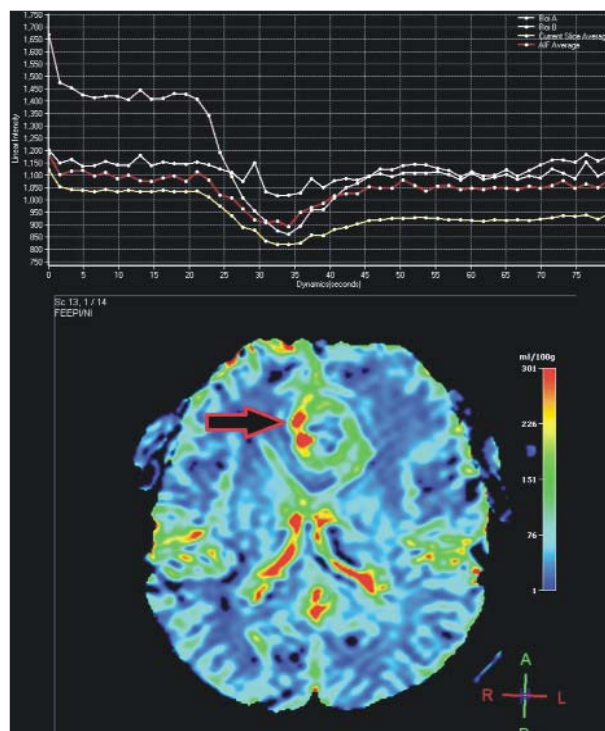 1,750
1,700
1,650
1,600
1,550
1,500
1,450
1,400
1,350
1,300
1,250
1,200
1,150
1,100
1,050
1,000
950
900
850
800
750
Linear Intensity
Roi A
Roi B
Current Slice Average
AIF Average
0 5 10 15 20 25 30 35 40 45 50 55 60 65 70 75
Dynamics(seconds)
Sc 13, 1 / 14
FEEPI/NI
ml/100g
301
226
151
76
1
A
R L